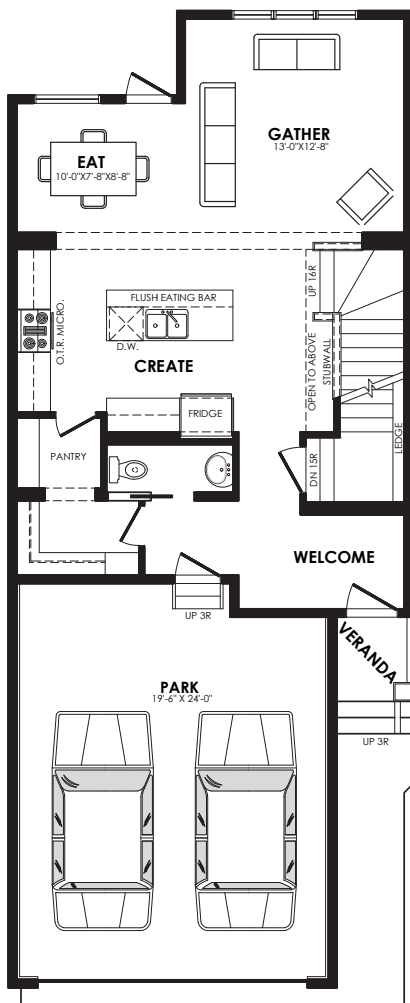 GATHER
13'-0"X12'-8"
EAT
10'-0"X7'-8"X8'-8"
UP 16R
FLUSH EATING BAR
O.T.R. MICRO.
D.W.
CREATE
OPEN TO ABOVE
STUBWALL
FRIDGE
LEDGE
PANTRY
DN 15R
WELCOME
UP 3R
VERANDA
PARK
19'-6" X 24'-0"
UP 3R